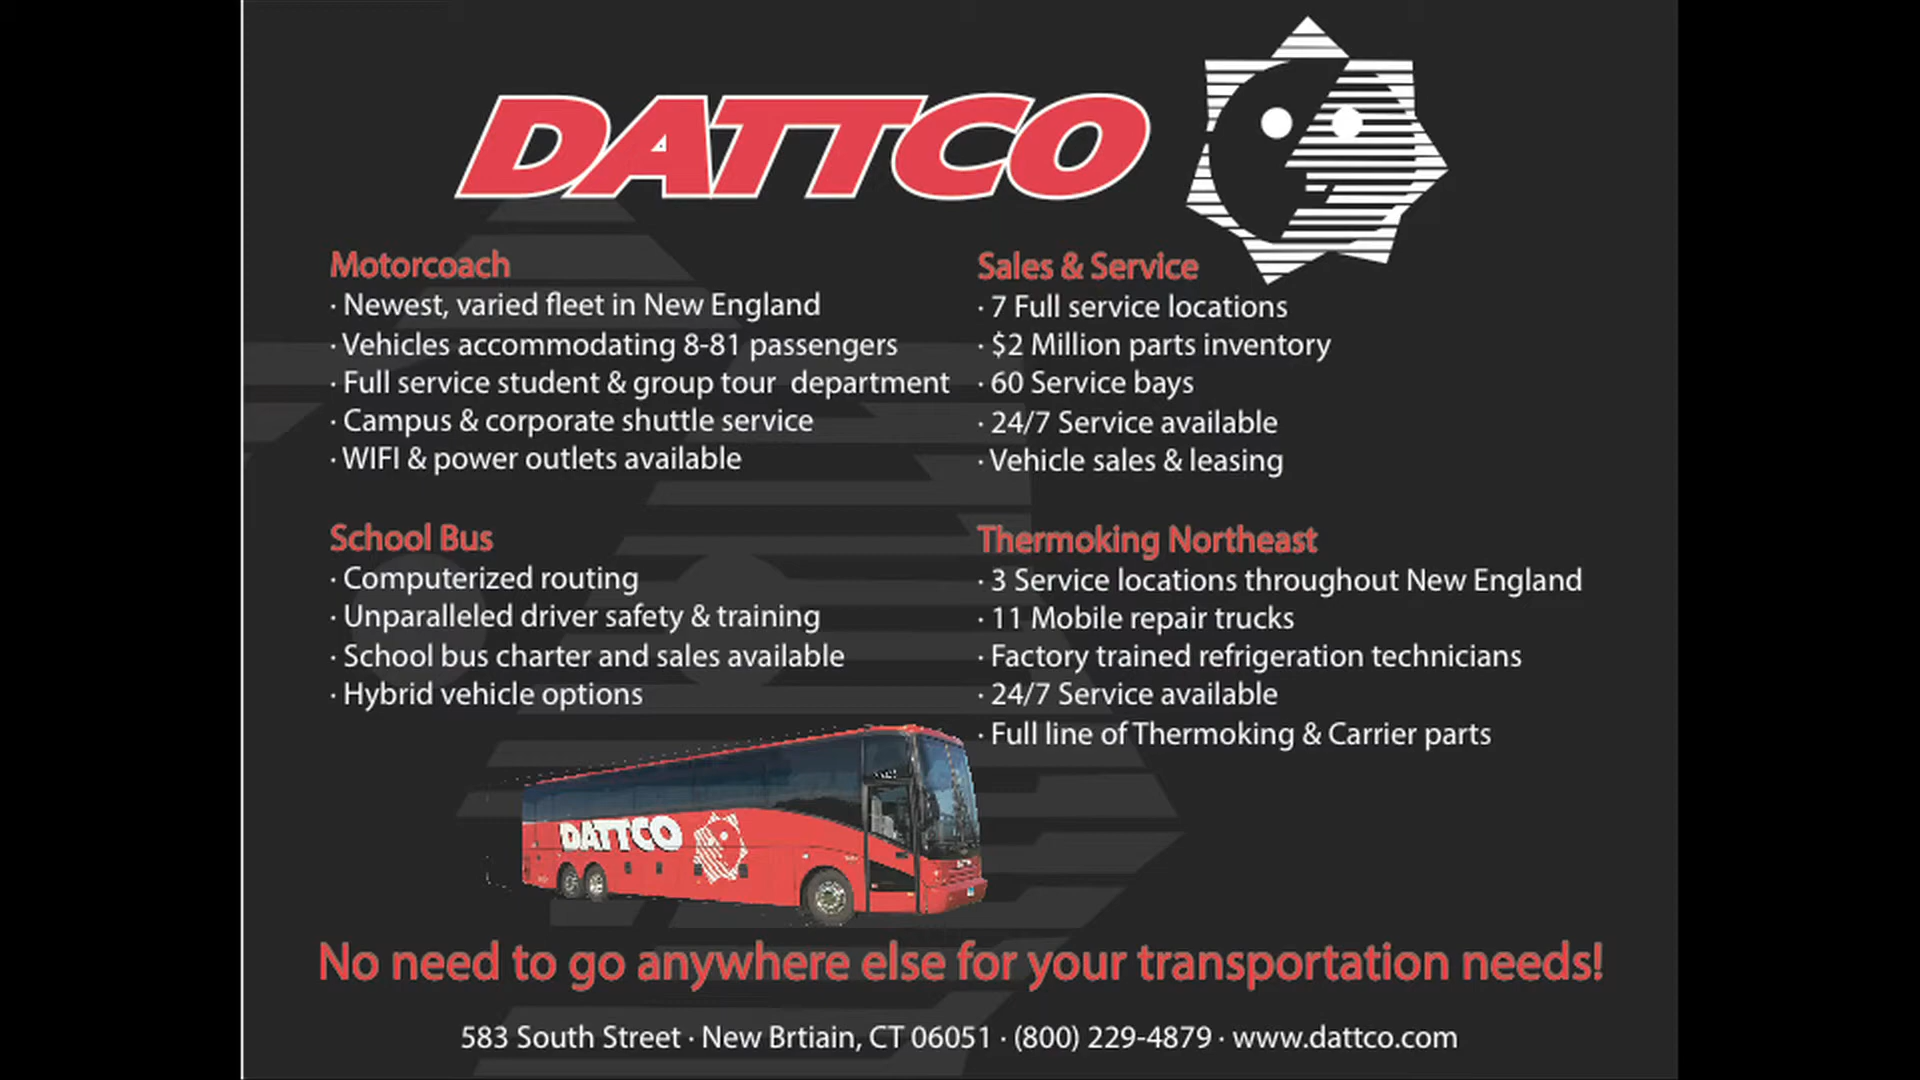 DATTCO
Motorcoach
· Newest, varied fleet in New England
· Vehicles accommodating 8-81 passengers
· Full service student & group tour department
· Campus & corporate shuttle service
· WIFI & power outlets available
Sales & Service
· 7 Full service locations
· $2 Million parts inventory
· 60 Service bays
· 24/7 Service available
· Vehicle sales & leasing
School Bus
· Computerized routing
· Unparalleled driver safety & training
· School bus charter and sales available
· Hybrid vehicle options
Thermoking Northeast
· 3 Service locations throughout New England
· 11 Mobile repair trucks
· Factory trained refrigeration technicians
· 24/7 Service available
· Full line of Thermoking & Carrier parts
DATTCO
No need to go anywhere else for your transportation needs!
583 South Street · New Brtiain, CT 06051 · (800) 229-4879 · www.dattco.com